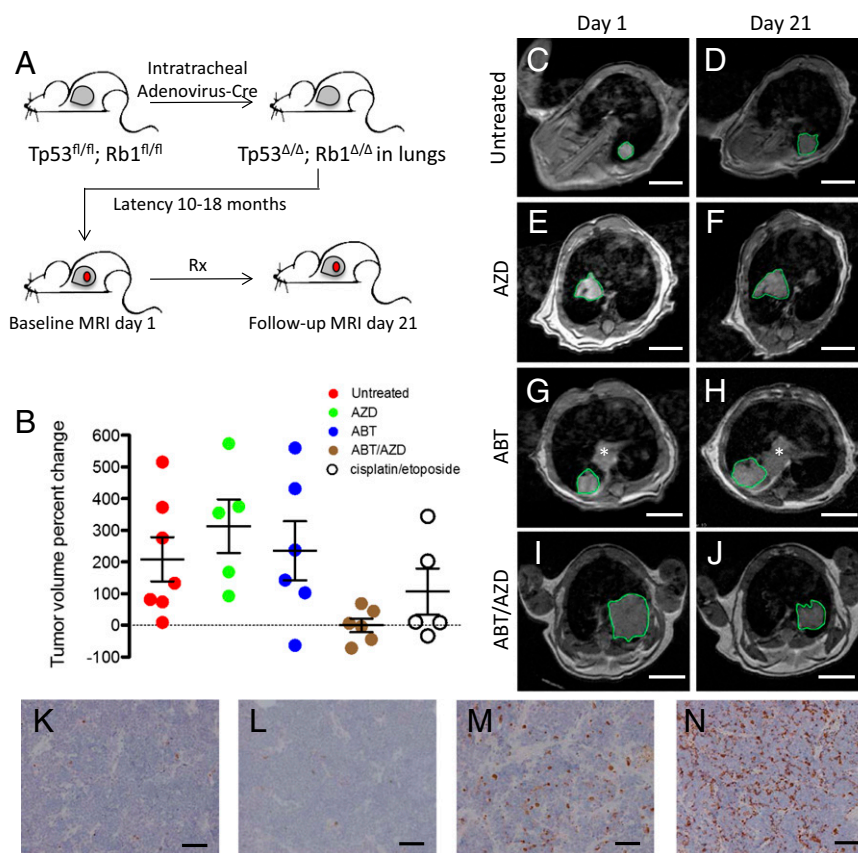 A
Intratracheal
Adenovirus-Cre
Tp53fl/fl; Rb1fl/fl
Tp53Δ/Δ; Rb1Δ/Δ in lungs
Latency 10-18 months
Rx
Baseline MRI day 1
Follow-up MRI day 21
B
Untreated
AZD
ABT
ABT/AZD
cisplatin/etoposide
Tumor volume percent change
600
500
400
300
200
100
0
-100
Day 1
Day 21
Untreated
C
D
AZD
E
F
ABT
G
*
H
*
ABT/AZD
I
J
K
L
M
N